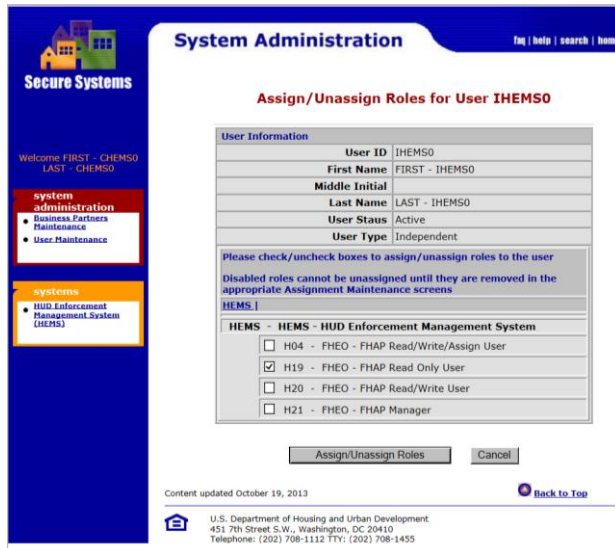 System Administration
faq | help | search | hom
Secure Systems
Assign/Unassign Roles for User IHEMS0
Welcome FIRST - CHEMS0
LAST - CHEMS0
system
administration
Business Partners
Maintenance
User Maintenance
systems
HUD Enforcement
Management System
(HEMS)
User Information
User ID IHEMS0
First Name FIRST - IHEMS0
Middle Initial
Last Name LAST - IHEMS0
User Staus Active
User Type Independent
Please check/uncheck boxes to assign/unassign roles to the user
Disabled roles cannot be unassigned until they are removed in the
appropriate Assignment Maintenance screens
HEMS |
HEMS - HEMS - HUD Enforcement Management System
H04 - FHEO - FHAP Read/Write/Assign User
H19 - FHEO - FHAP Read Only User
H20 - FHEO - FHAP Read/Write User
H21 - FHEO - FHAP Manager
Assign/Unassign Roles Cancel
Content updated October 19, 2013
Back to Top
U.S. Department of Housing and Urban Development
451 7th Street S.W., Washington, DC 20410
Telephone: (202) 708-1112 TTY: (202) 708-1455